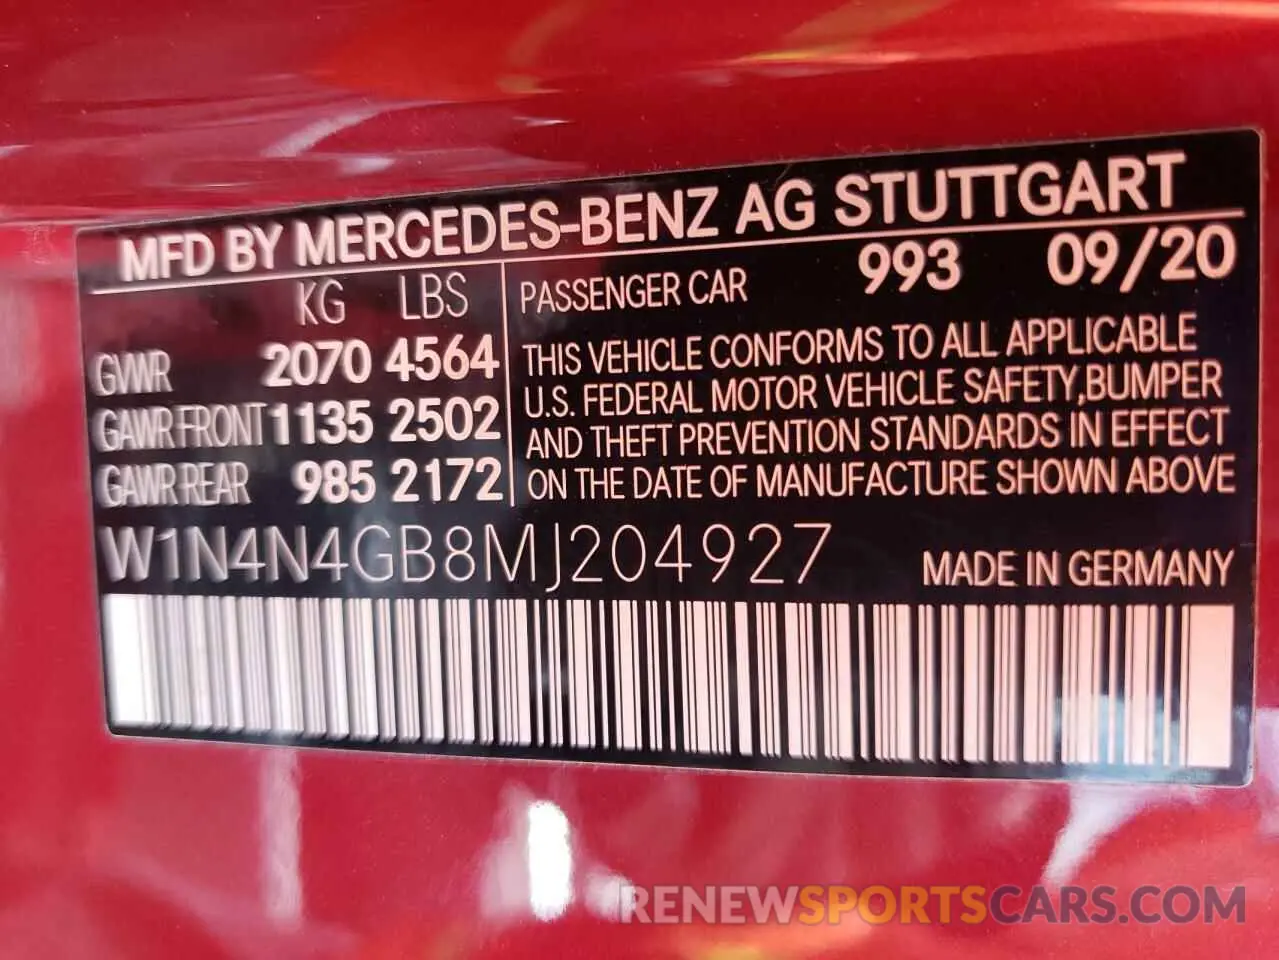 MFD BY MERCEDES-BENZ AG STUTTGART
KG LBS
GVWR 2070 4564
GAWR FRONT 1135 2502
GAWR REAR 985 2172
PASSENGER CAR 993 09/20
THIS VEHICLE CONFORMS TO ALL APPLICABLE
U.S. FEDERAL MOTOR VEHICLE SAFETY,BUMPER
AND THEFT PREVENTION STANDARDS IN EFFECT
ON THE DATE OF MANUFACTURE SHOWN ABOVE
W1N4N4GB8MJ204927
MADE IN GERMANY
RENEWSPORTSCARS.COM